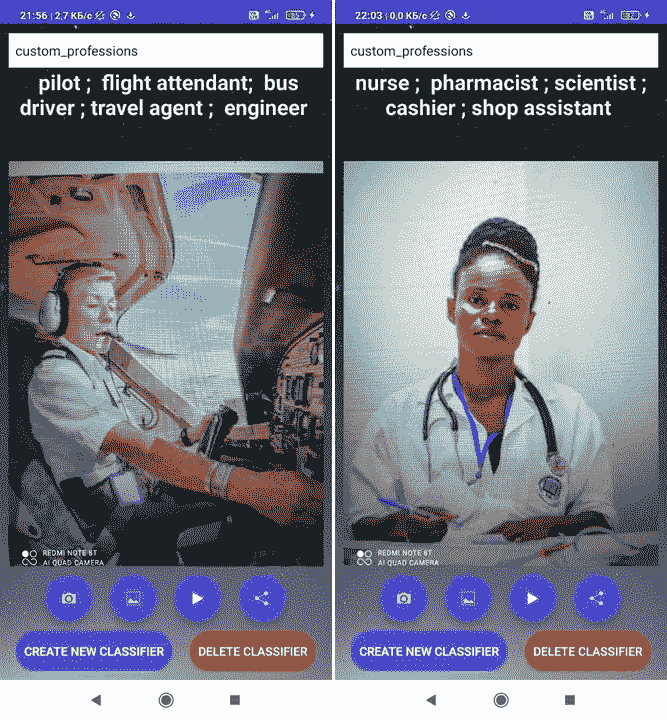 21:56 2,7 КБ/с
custom_professions
pilot ; flight attendant; bus
driver ; travel agent ; engineer
REDMI NOTE 8T
AI QUAD CAMERA
CREATE NEW CLASSIFIER
DELETE CLASSIFIER
22:03 0,0 КБ/с
custom_professions
nurse ; pharmacist ; scientist ;
cashier ; shop assistant
REDMI NOTE 8T
AI QUAD CAMERA
CREATE NEW CLASSIFIER
DELETE CLASSIFIER